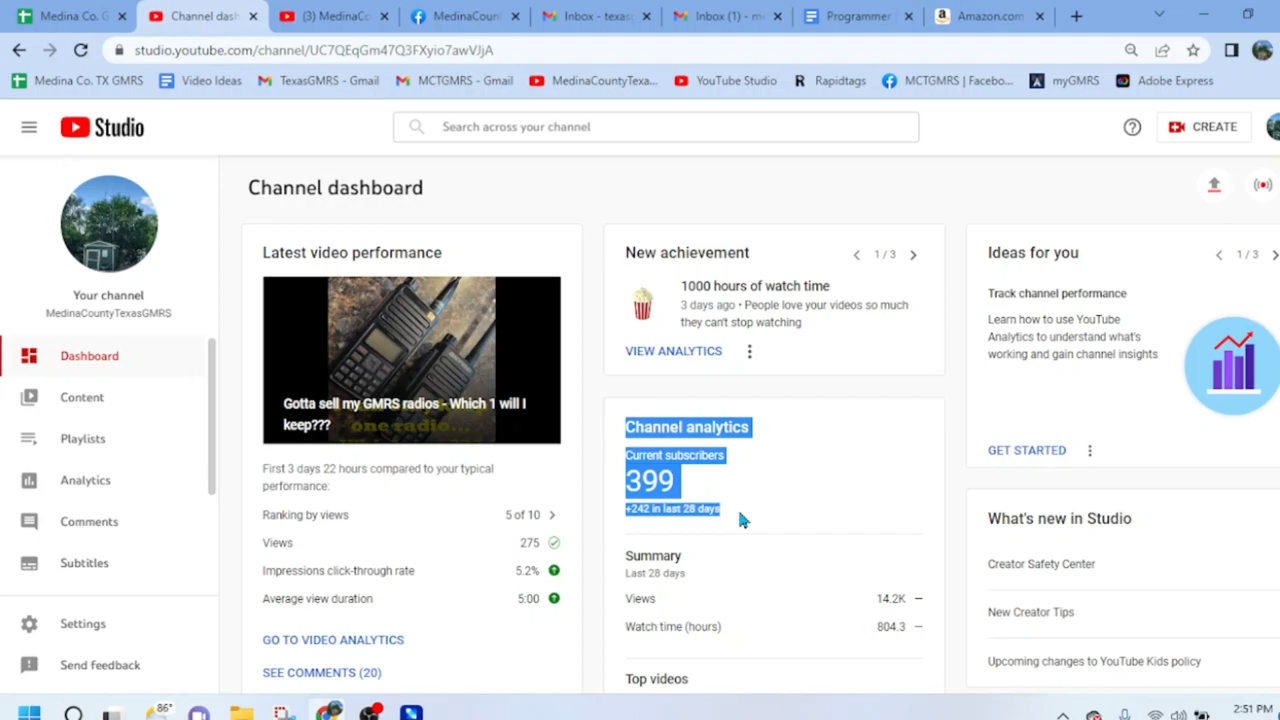 Medina Co. G
Channel dash
(3) MedinaCo
MedinaCoun
Inbox - texas
Inbox (1) - m
Programmer
Amazon.com
studio.youtube.com/channel/UC7QEqGm47Q3FXyio7awVJjA
Medina Co. TX GMRS
Video Ideas
TexasGMRS - Gmail
MCTGMRS - Gmail
MedinaCountyTexa...
YouTube Studio
Rapidtags
MCTGMRS | Facebo...
myGMRS
Adobe Express
Studio
Search across your channel
CREATE
Your channel
MedinaCountyTexasGMRS
Dashboard
Content
Playlists
Analytics
Comments
Subtitles
Settings
Send feedback
Channel dashboard
Latest video performance
Gotta sell my GMRS radios - Which 1 will I
keep???
one radio...
First 3 days 22 hours compared to your typical
performance:
Ranking by views
5 of 10
Views
275
Impressions click-through rate
5.2%
Average view duration
5:00
GO TO VIDEO ANALYTICS
SEE COMMENTS (20)
New achievement
1 / 3
1000 hours of watch time
3 days ago • People love your videos so much
they can't stop watching
VIEW ANALYTICS
Channel analytics
Current subscribers
399
+242 in last 28 days
Summary
Last 28 days
Views
14.2K —
Watch time (hours)
804.3 —
Top videos
Ideas for you
1 / 3
Track channel performance
Learn how to use YouTube
Analytics to understand what's
working and gain channel insights
GET STARTED
What's new in Studio
Creator Safety Center
New Creator Tips
Upcoming changes to YouTube Kids policy
86°
2:51 PM